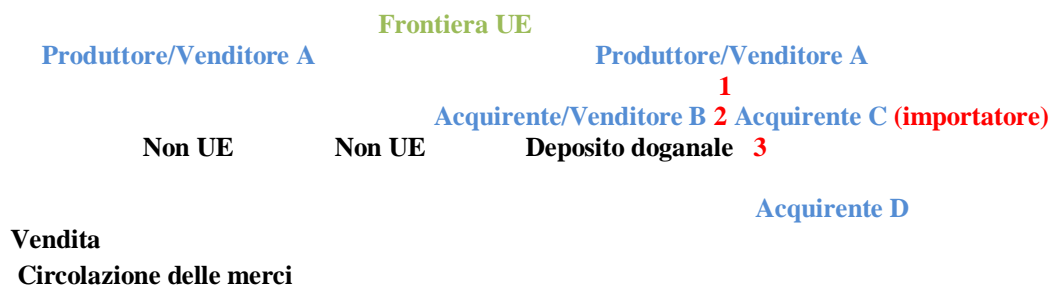 Frontiera UE
Produttore/Venditore A Produttore/Venditore A
1
Acquirente/Venditore B 2 Acquirente C (importatore)
Non UE Non UE Deposito doganale 3
Acquirente D
Vendita
Circolazione delle merci